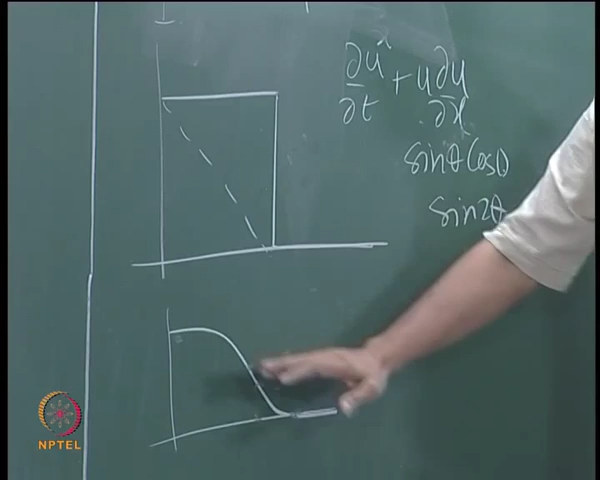 ∂u/∂t + u ∂u/∂x
sinθ cosθ
sin2θ
NPTEL